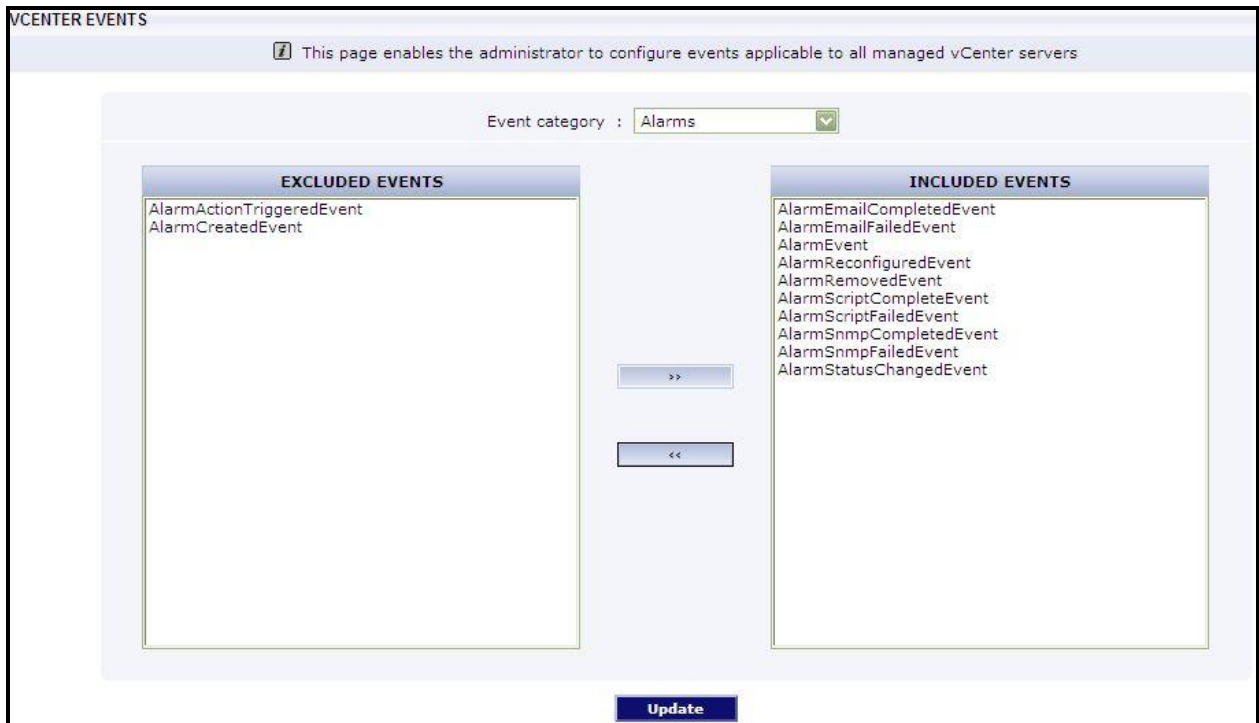 VCENTER EVENTS
This page enables the administrator to configure events applicable to all managed vCenter servers
Event category : Alarms
EXCLUDED EVENTS
AlarmActionTriggeredEvent
AlarmCreatedEvent
>>
<<
INCLUDED EVENTS
AlarmEmailCompletedEvent
AlarmEmailFailedEvent
AlarmEvent
AlarmReconfiguredEvent
AlarmRemovedEvent
AlarmScriptCompleteEvent
AlarmScriptFailedEvent
AlarmSnmpCompletedEvent
AlarmSnmpFailedEvent
AlarmStatusChangedEvent
Update